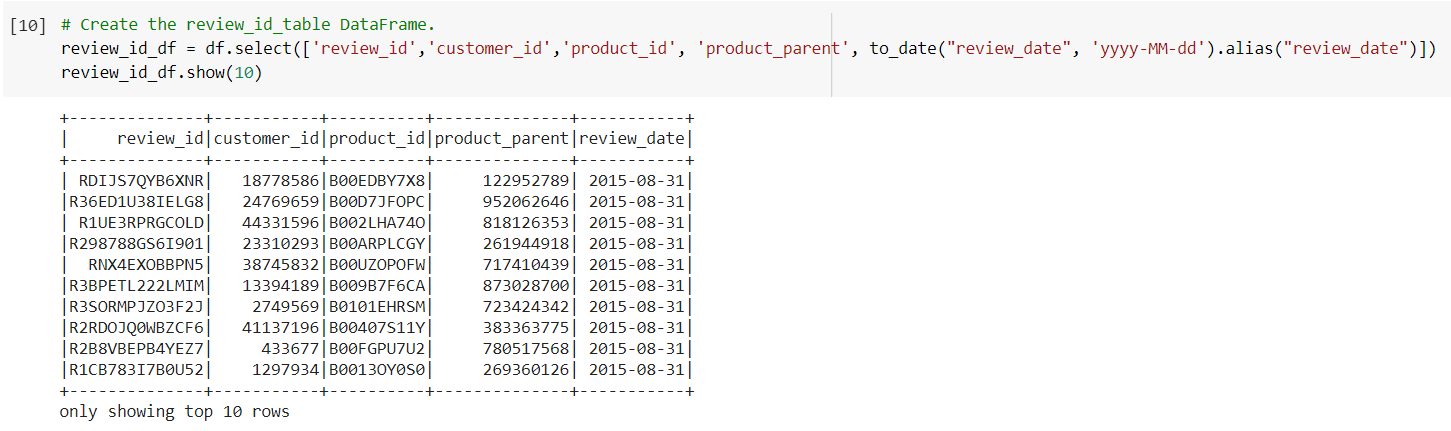 [10] # Create the review_id_table DataFrame.
review_id_df = df.select(['review_id','customer_id','product_id', 'product_parent', to_date("review_date", 'yyyy-MM-dd').alias("review_date")])
review_id_df.show(10)
+--------------+-----------+----------+--------------+-----------+
|     review_id|customer_id|product_id|product_parent|review_date|
+--------------+-----------+----------+--------------+-----------+
| RDIJS7QYB6XNR|   18778586|B00EDBY7X8|     122952789| 2015-08-31|
|R36ED1U38IELG8|   24769659|B00D7JFOPC|     952062646| 2015-08-31|
| R1UE3RPRGCOLD|   44331596|B002LHA74O|     818126353| 2015-08-31|
|R298788GS6I901|   23310293|B00ARPLCGY|     261944918| 2015-08-31|
|  RNX4EXOBBPN5|   38745832|B00UZOPOFW|     717410439| 2015-08-31|
|R3BPETL222LMIM|   13394189|B009B7F6CA|     873028700| 2015-08-31|
|R3SORMPJZO3F2J|    2749569|B0101EHRSM|     723424342| 2015-08-31|
|R2RDOJQ0WBZCF6|   41137196|B00407S11Y|     383363775| 2015-08-31|
|R2B8VBEPB4YEZ7|     433677|B00FGPU7U2|     780517568| 2015-08-31|
|R1CB783I7B0U52|    1297934|B0013OY0S0|     269360126| 2015-08-31|
+--------------+-----------+----------+--------------+-----------+
only showing top 10 rows